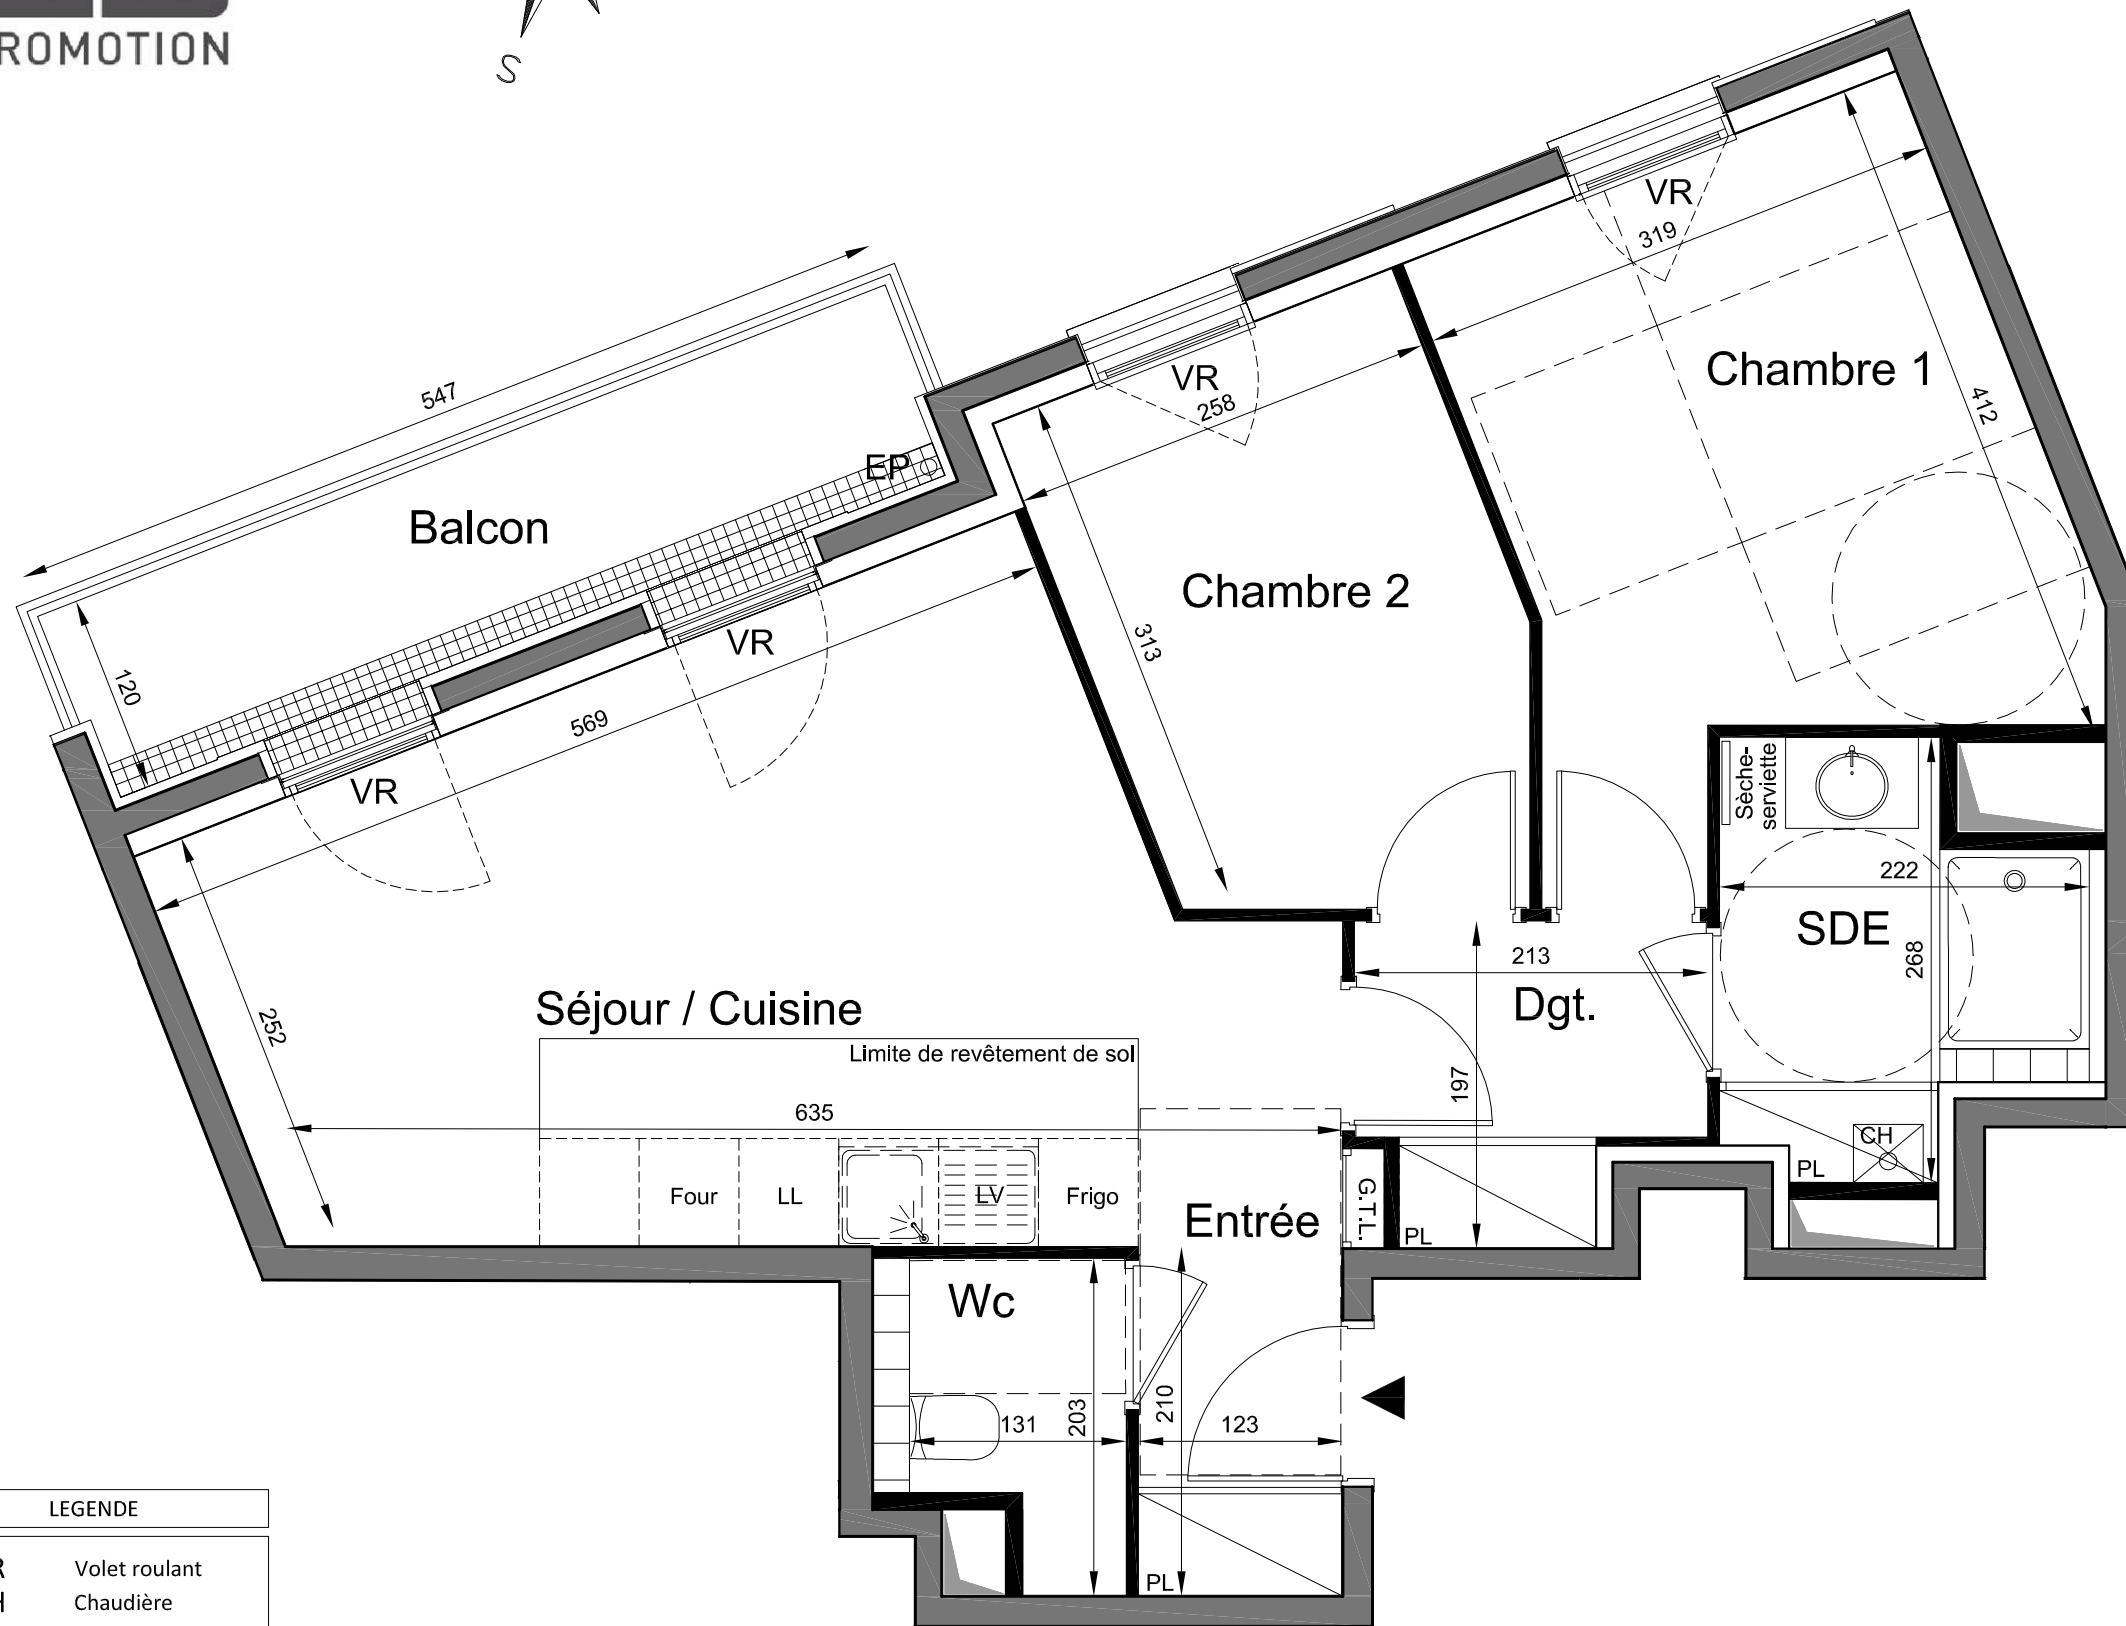 ROMOTION
S
VR
319
Chambre 1
412
VR
258
547
EP
Balcon
Chambre 2
313
VR
120
569
VR
Sèche-
serviette
222
SDE
268
213
Dgt.
252
Séjour / Cuisine
Limite de revêtement de sol
197
635
CH
PL
Four
LL
LV
Frigo
Entrée
G.T.L.
PL
Wc
131
203
210
123
PL
LEGENDE
R
Volet roulant
H
Chaudière